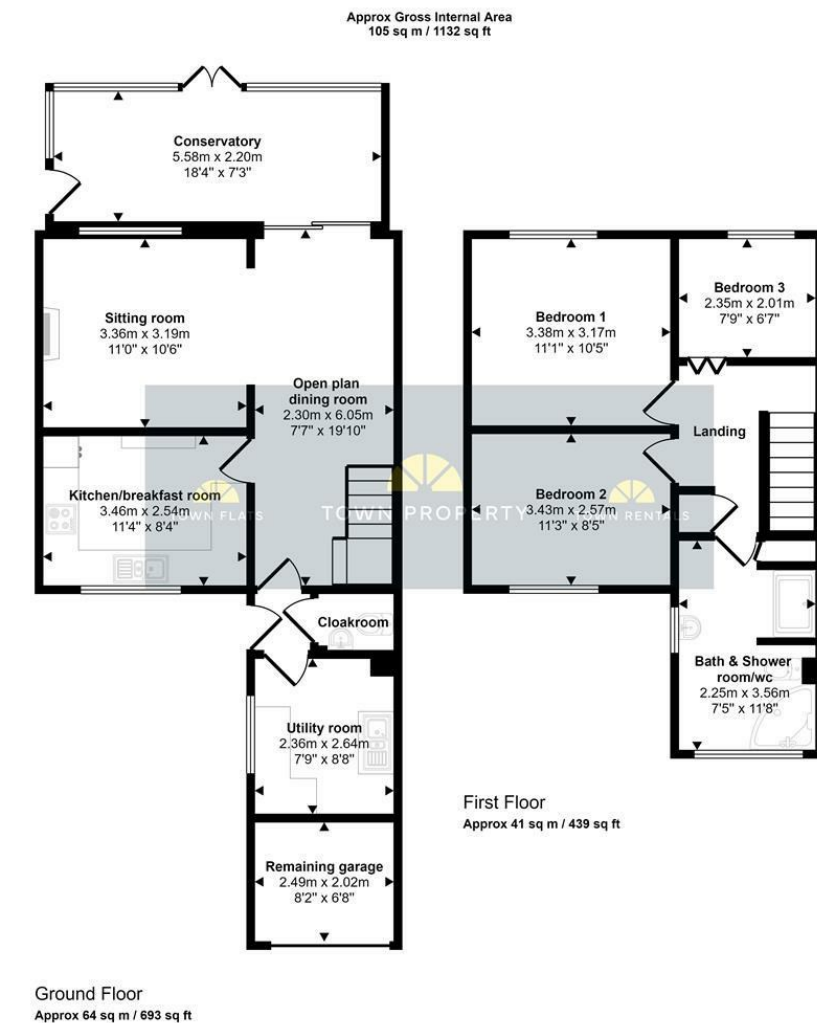 Approx Gross Internal Area
105 sq m / 1132 sq ft
Conservatory
5.58m x 2.20m
18'4" x 7'3"
Sitting room
3.36m x 3.19m
11'0" x 10'6"
Open plan
dining room
2.30m x 6.05m
7'7" x 19'10"
Kitchen/breakfast room
3.46m x 2.54m
11'4" x 8'4"
Cloakroom
Utility room
2.36m x 2.64m
7'9" x 8'8"
Remaining garage
2.49m x 2.02m
8'2" x 6'8"
Ground Floor
Approx 64 sq m / 693 sq ft
Bedroom 1
3.38m x 3.17m
11'1" x 10'5"
Bedroom 3
2.35m x 2.01m
7'9" x 6'7"
Landing
Bedroom 2
3.43m x 2.57m
11'3" x 8'5"
Bath & Shower
room/wc
2.25m x 3.56m
7'5" x 11'8"
First Floor
Approx 41 sq m / 439 sq ft
TOWN FLATS
TOWN PROPERTY
TOWN RENTALS